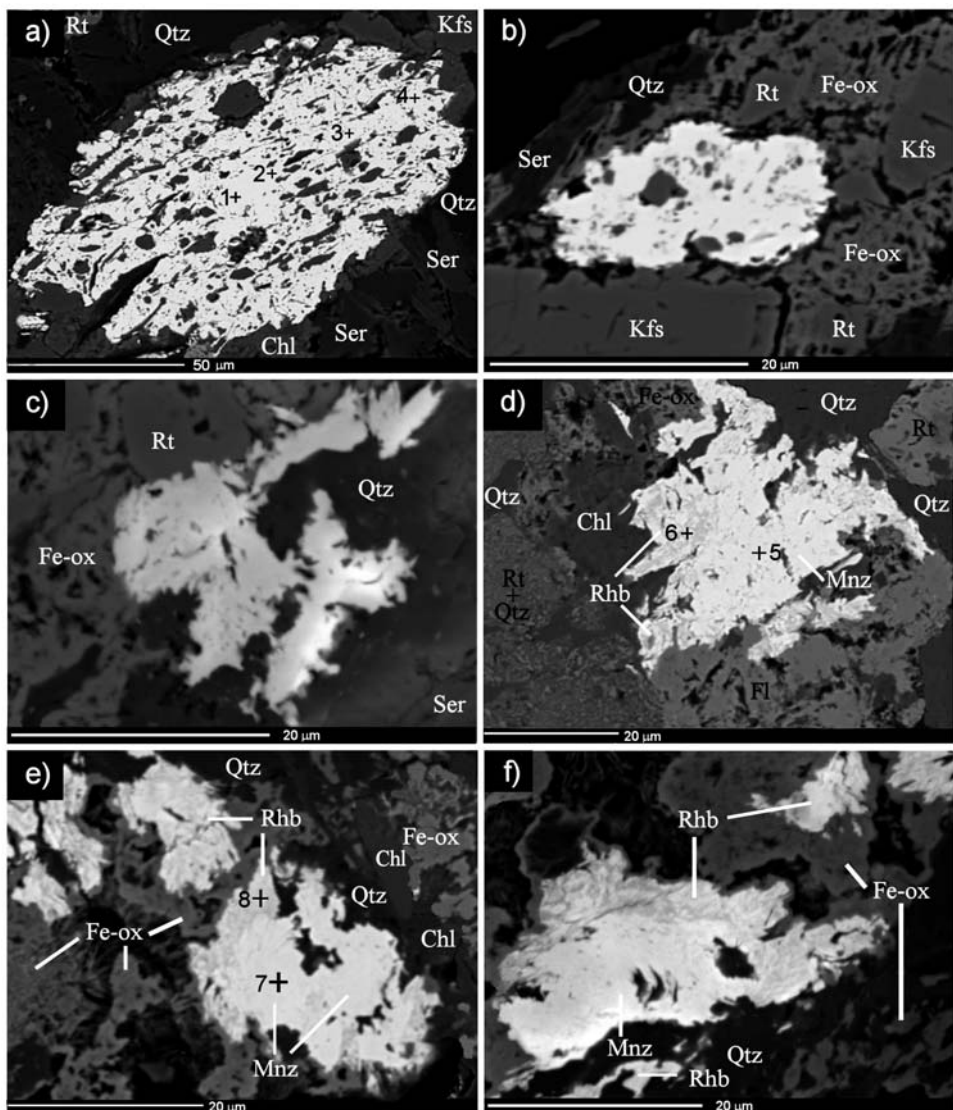 a)
Rt
Qtz
Kfs
4+
3+
2+
1+
Qtz
Ser
Ser
Chl
50 μm
b)
Qtz
Rt
Fe-ox
Kfs
Ser
Fe-ox
Kfs
Rt
20 μm
c)
Rt
Qtz
Fe-ox
Ser
20 μm
d)
Fe-ox
Qtz
Rt
Qtz
Qtz
Chl
6+
+5
Rhb
Mnz
Rt
+
Qtz
Fl
20 μm
e)
Qtz
Rhb
Fe-ox
Chl
8+
Qtz
Fe-ox
Chl
7+
Mnz
20 μm
f)
Rhb
Fe-ox
Mnz
Qtz
Rhb
20 μm